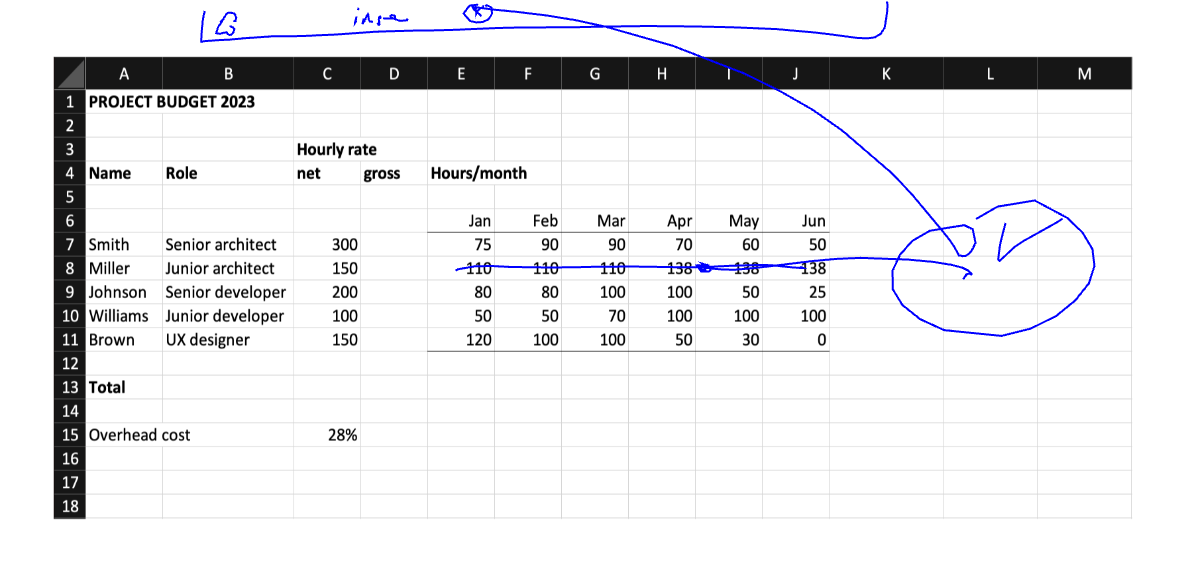 A B C D E F G H I J K L M
1 PROJECT BUDGET 2023
2
3 Hourly rate
4 Name Role net gross Hours/month
5
6 Jan Feb Mar Apr May Jun
7 Smith Senior architect 300 75 90 90 70 60 50
8 Miller Junior architect 150 110 110 110 138 138 138
9 Johnson Senior developer 200 80 80 100 100 50 25
10 Williams Junior developer 100 50 50 70 100 100 100
11 Brown UX designer 150 120 100 100 50 30 0
12
13 Total
14
15 Overhead cost 28%
16
17
18